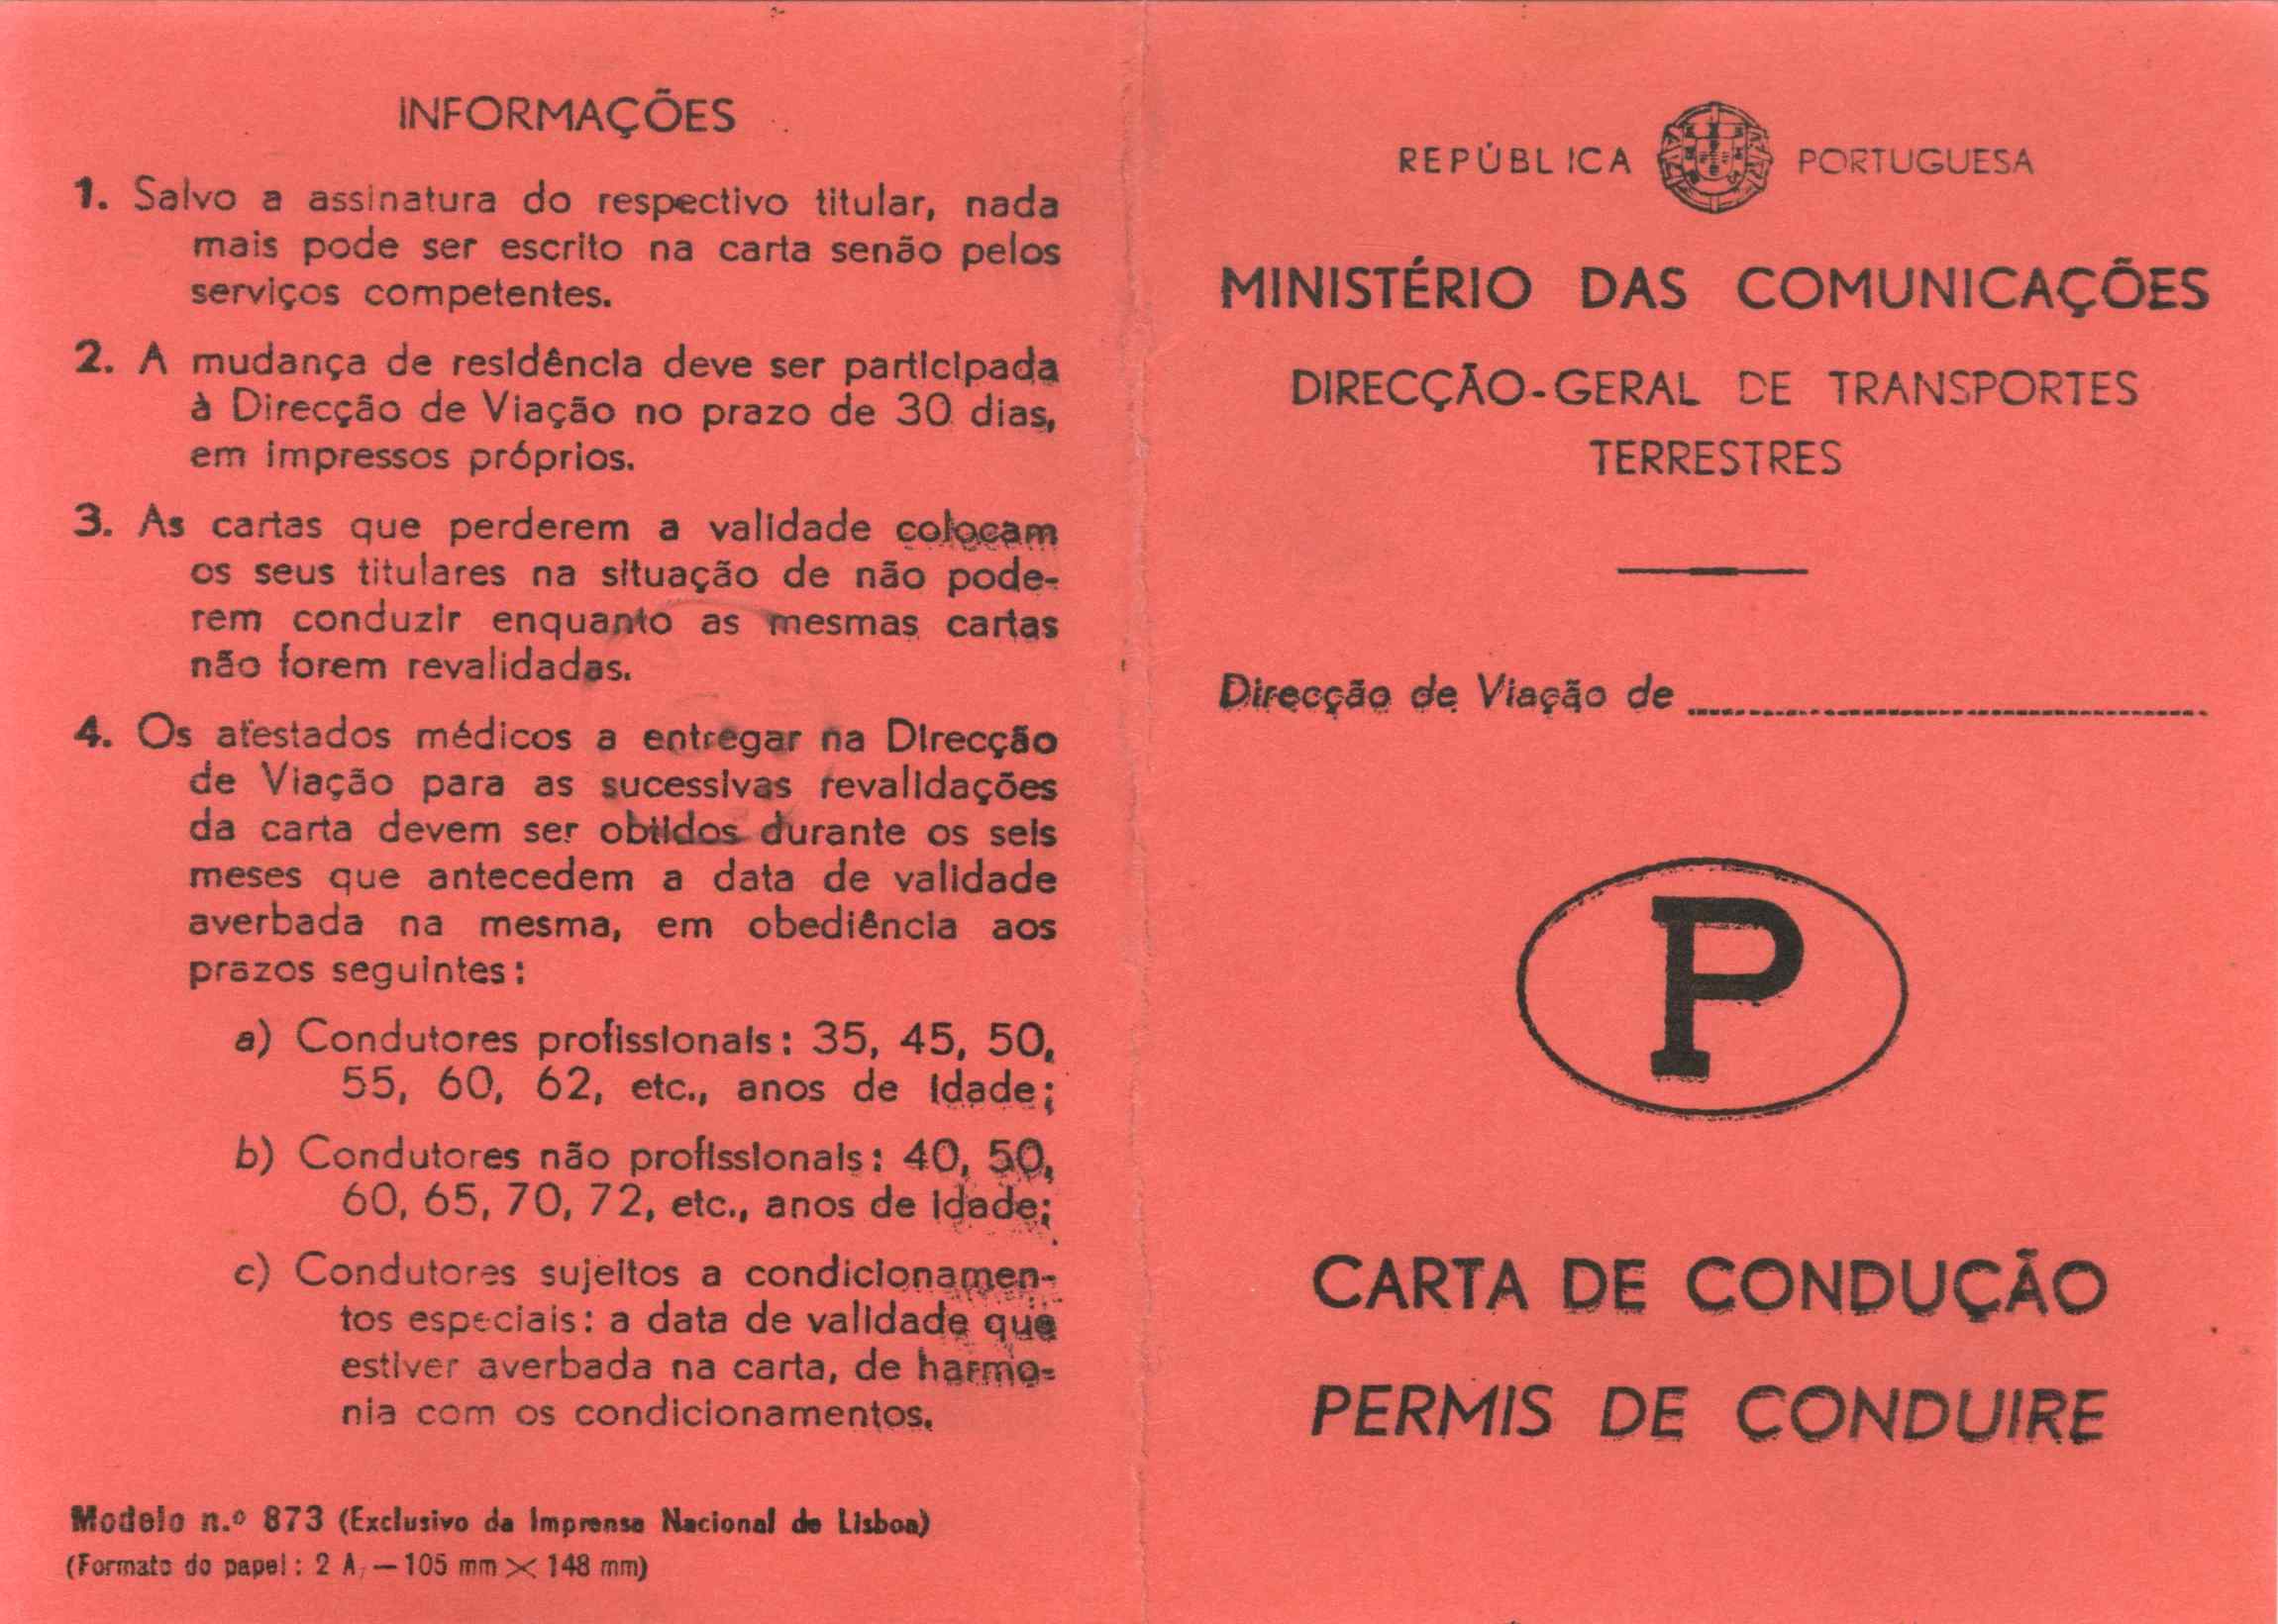 INFORMAÇÕES
1. Salvo a assinatura do respectivo titular, nada
mais pode ser escrito na carta senão pelos
serviços competentes.
2. A mudança de residência deve ser participada
à Direcção de Viação no prazo de 30 dias,
em impressos próprios.
3. As cartas que perderem a validade colocam
os seus titulares na situação de não pode-
rem conduzir enquanto as mesmas cartas
não forem revalidadas.
4. Os atestados médicos a entregar na Direcção
de Viação para as sucessivas revalidações
da carta devem ser obtidos durante os seis
meses que antecedem a data de validade
averbada na mesma, em obediência aos
prazos seguintes:
a) Condutores profissionais: 35, 45, 50,
55, 60, 62, etc., anos de idade;
b) Condutores não profissionais: 40, 50,
60, 65, 70, 72, etc., anos de idade;
c) Condutores sujeitos a condicionamen-
tos especiais: a data de validade que
estiver averbada na carta, de harmo-
nia com os condicionamentos.
Modelo n.º 873 (Exclusivo da Imprensa Nacional de Lisboa)
(Formato do papel: 2 A7 — 105 mm × 148 mm)
REPÚBLICA PORTUGUESA
MINISTÉRIO DAS COMUNICAÇÕES
DIRECÇÃO-GERAL DE TRANSPORTES
TERRESTRES
Direcção de Viação de
P
CARTA DE CONDUÇÃO
PERMIS DE CONDUIRE